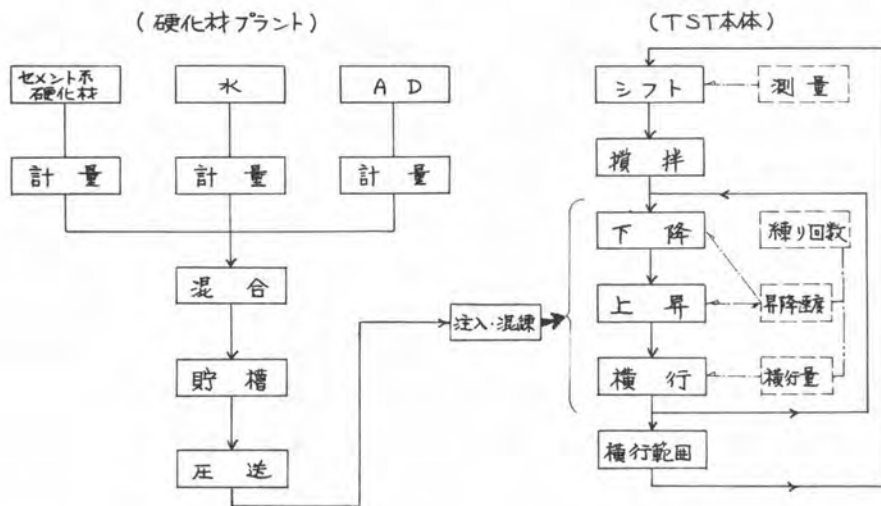 (硬化材プラント)
セメント系
硬化材
水
AD
計量
計量
計量
混合
貯槽
圧送
注入・混練
(TST本体)
シフト
測量
撹拌
下降
練り回数
上昇
昇降速度
横行
横行量
横行範囲